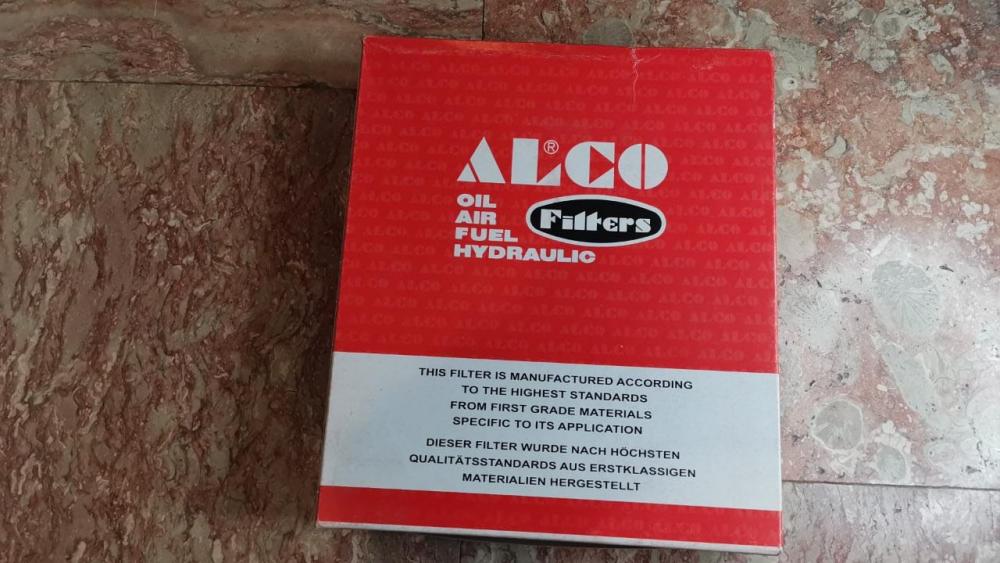 ALCO®
OIL
AIR
FUEL
HYDRAULIC
Filters
THIS FILTER IS MANUFACTURED ACCORDING
TO THE HIGHEST STANDARDS
FROM FIRST GRADE MATERIALS
SPECIFIC TO ITS APPLICATION
DIESER FILTER WURDE NACH HÖCHSTEN
QUALITÄTSSTANDARDS AUS ERSTKLASSIGEN
MATERIALIEN HERGESTELLT